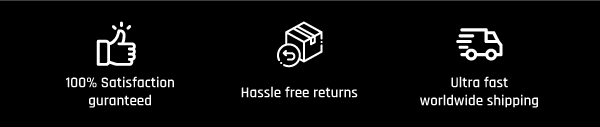 100% Satisfaction
guranteed
Hassle free returns
Ultra fast
worldwide shipping